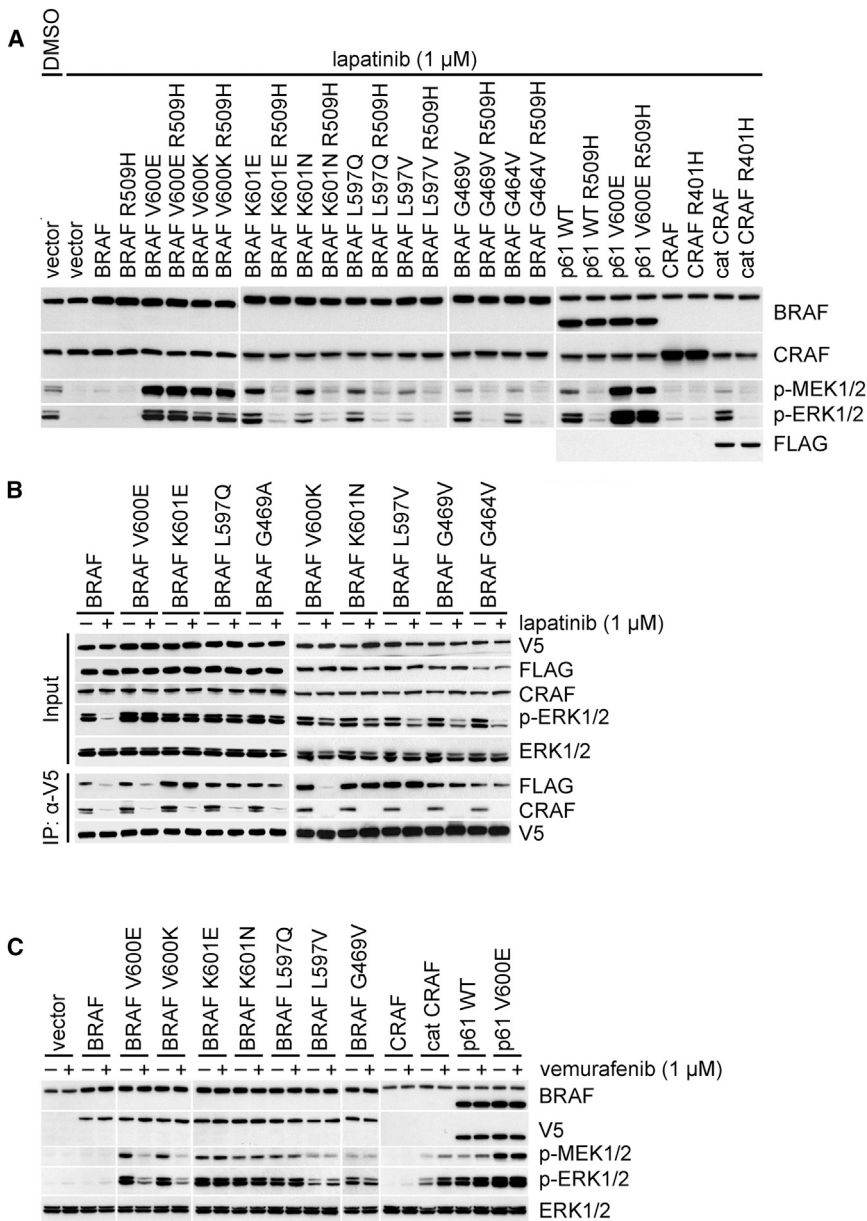 A
DMSO
lapatinib (1 µM)
vector
vector
BRAF
BRAF R509H
BRAF V600E
BRAF V600E R509H
BRAF V600K
BRAF V600K R509H
BRAF K601E
BRAF K601E R509H
BRAF K601N
BRAF K601N R509H
BRAF L597Q
BRAF L597Q R509H
BRAF L597V
BRAF L597V R509H
BRAF G469V
BRAF G469V R509H
BRAF G464V
BRAF G464V R509H
p61 WT
p61 WT R509H
p61 V600E
p61 V600E R509H
CRAF
CRAF R401H
cat CRAF
cat CRAF R401H
BRAF
CRAF
p-MEK1/2
p-ERK1/2
FLAG
B
BRAF
BRAF V600E
BRAF K601E
BRAF L597Q
BRAF G469A
BRAF V600K
BRAF K601N
BRAF L597V
BRAF G469V
BRAF G464V
− + − + − + − + − + − + − + − + − + − + lapatinib (1 µM)
Input
V5
FLAG
CRAF
p-ERK1/2
ERK1/2
IP: α-V5
FLAG
CRAF
V5
C
vector
BRAF
BRAF V600E
BRAF V600K
BRAF K601E
BRAF K601N
BRAF L597Q
BRAF L597V
BRAF G469V
CRAF
cat CRAF
p61 WT
p61 V600E
− + − + − + − + − + − + − + − + − + − + − + − + − + vemurafenib (1 µM)
BRAF
V5
p-MEK1/2
p-ERK1/2
ERK1/2